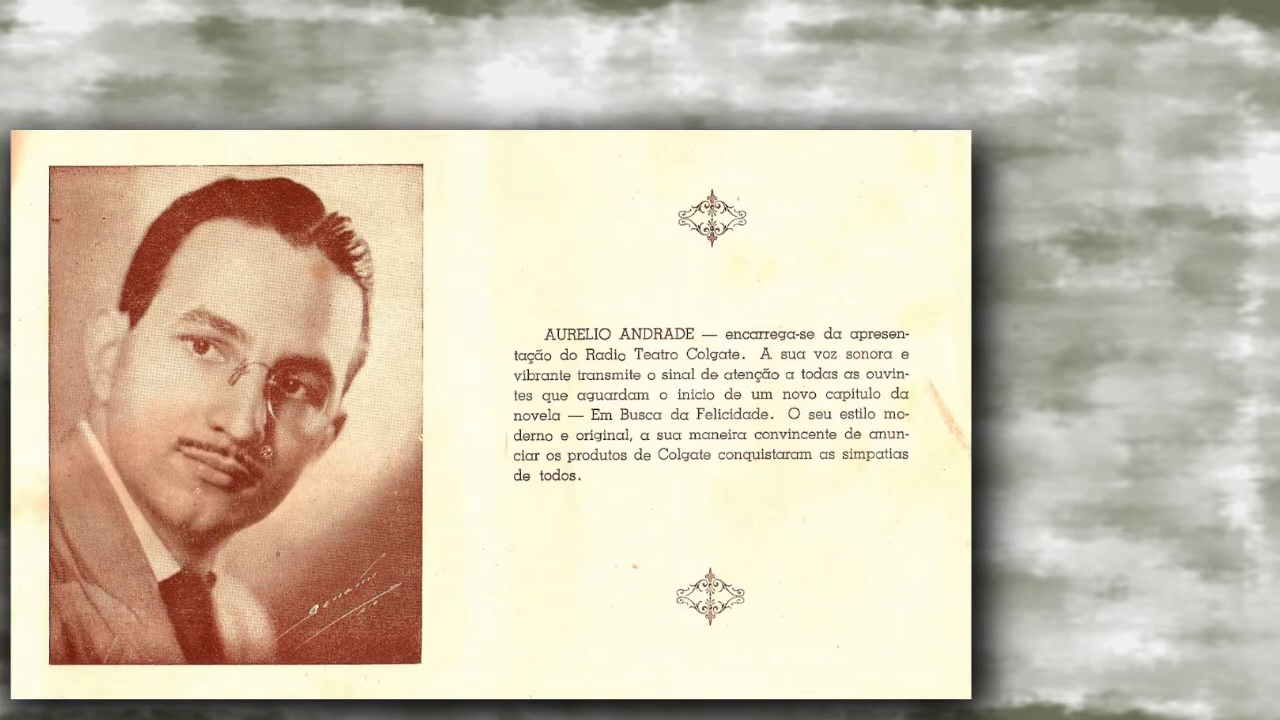 AURELIO ANDRADE — encarrega-se da apresen-
tação do Radio Teatro Colgate. A sua voz sonora e
vibrante transmite o sinal de atenção a todas as ouvin-
tes que aguardam o inicio de um novo capitulo da
novela — Em Busca da Felicidade. O seu estilo mo-
derno e original, a sua maneira convincente de anun-
ciar os produtos de Colgate conquistaram as simpatias
de todos.